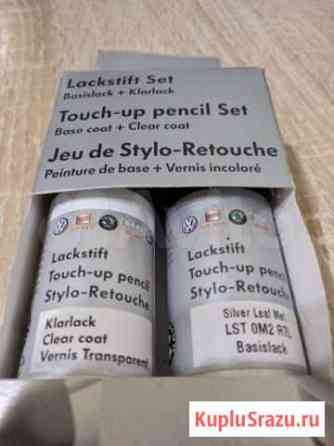 Lackstift Set
Basislack + Klarlack
Touch-up pencil Set
Base coat + Clear coat
Jeu de Stylo-Retouche
Peinture de base + Vernis incoloré
Lackstift
Touch-up pencil
Stylo-Retouche
Klarlack
Clear coat
Vernis Transparent
Lackstift
Touch-up pencil
Stylo-Retouche
Silver Leaf Met.
LST 0M2 R7L
Basislack
KupluSrazu.ru